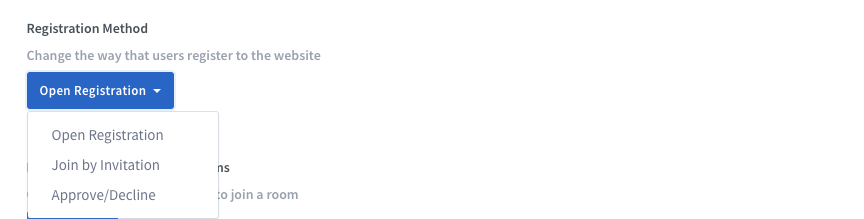 Registration Method
Change the way that users register to the website
Open Registration
Open Registration
Join by Invitation
Approve/Decline
to join a room